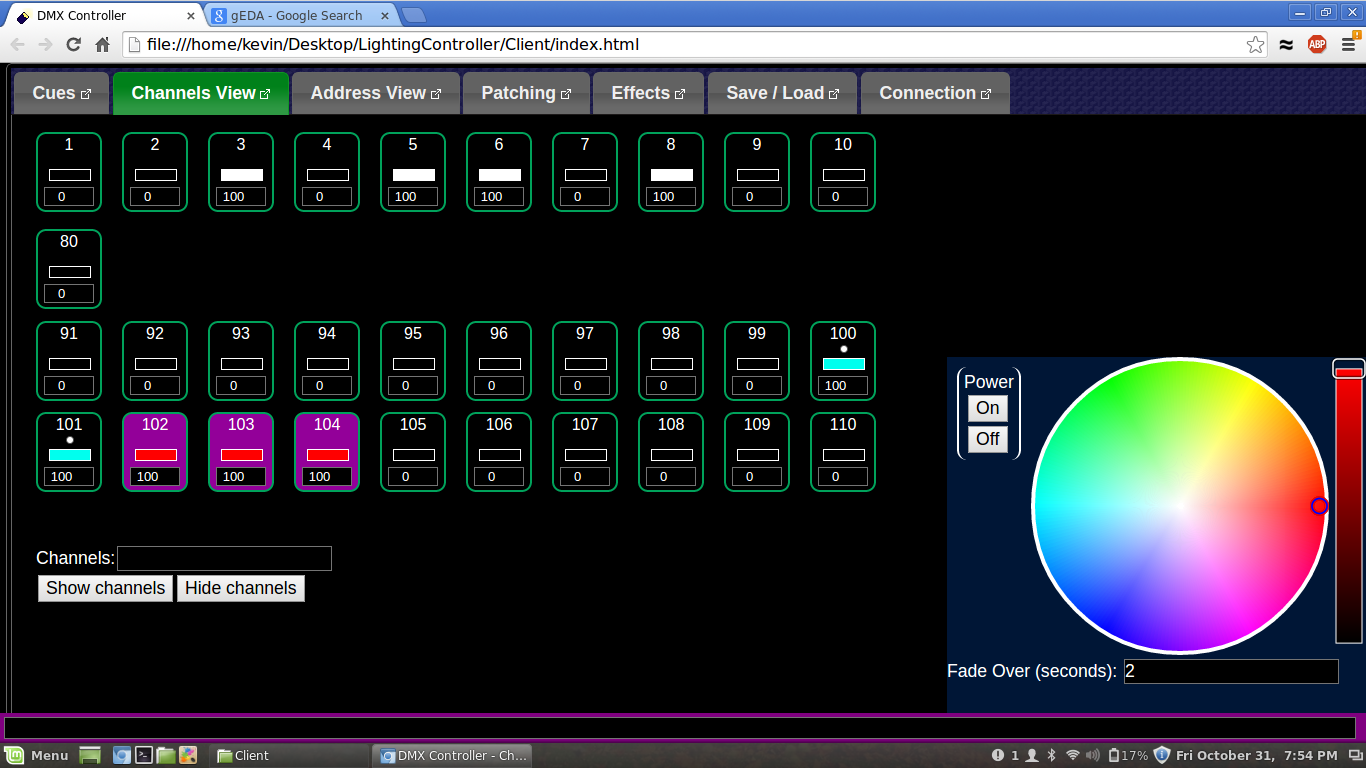 DMX Controller × gEDA - Google Search ×
file:///home/kevin/Desktop/LightingController/Client/index.html ABP
Cues Channels View Address View Patching Effects Save / Load Connection
1 2 3 4 5 6 7 8 9 10
0 0 100 0 100 100 0 100 0 0
80
0
91 92 93 94 95 96 97 98 99 100
0 0 0 0 0 0 0 0 0 100
101 102 103 104 105 106 107 108 109 110
100 100 100 100 0 0 0 0 0 0
Power
On
Off
Channels:
Show channels Hide channels
Fade Over (seconds): 2
Menu Client DMX Controller - Ch... 1 17% Fri October 31, 7:54 PM